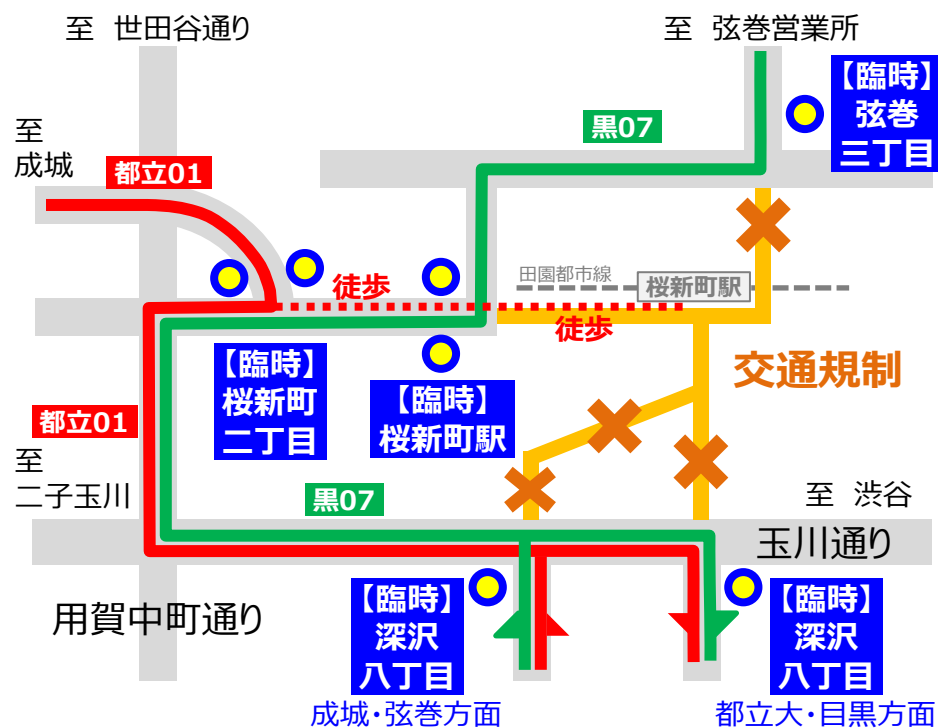 至 世田谷通り
至 弦巻営業所
【臨時】
弦巻
三丁目
黒07
至
成城
都立01
田園都市線
桜新町駅
徒歩
徒歩
【臨時】
桜新町
二丁目
【臨時】
桜新町駅
交通規制
都立01
至
二子玉川
黒07
至 渋谷
玉川通り
用賀中町通り
【臨時】
深沢
八丁目
成城・弦巻方面
【臨時】
深沢
八丁目
都立大・目黒方面